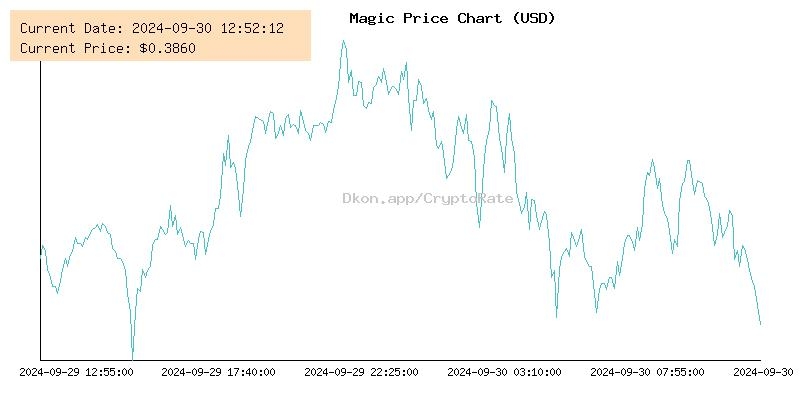 Magic Price Chart (USD)
Current Date: 2024-09-30 12:52:12
Current Price: $0.3860
Dkon.app/CryptoRate
2024-09-29 12:55:00 2024-09-29 17:40:00 2024-09-29 22:25:00 2024-09-30 03:10:00 2024-09-30 07:55:00 2024-09-30